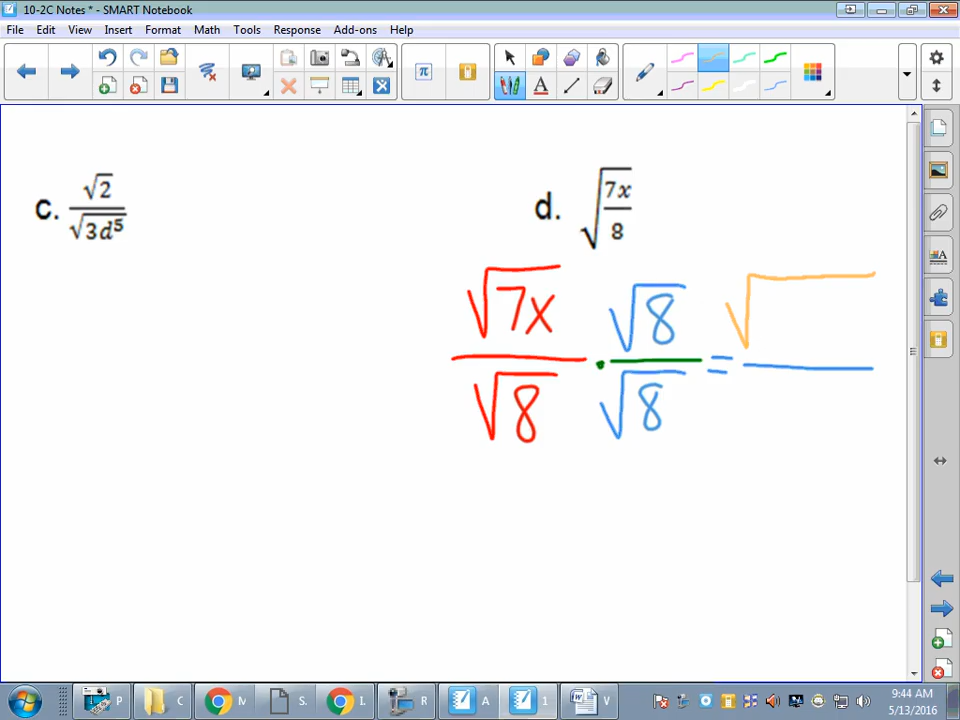 10-2C Notes * - SMART Notebook
File Edit View Insert Format Math Tools Response Add-ons Help
π
A
c. √2 / √3d⁵
d. √7x/8
√7x / √8 · √8 / √8 = √
P C M S. I. R A 1 V
9:44 AM
5/13/2016